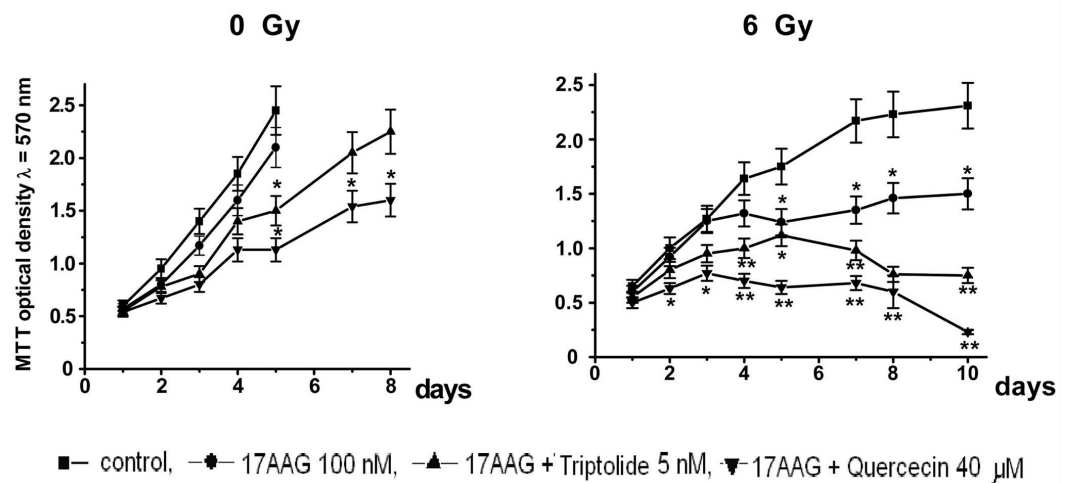 0 Gy
6 Gy
MTT optical density λ = 570 nm
2.5
2.0
1.5
1.0
0.5
0
0 2 4 6 8 days
* * *
*
2.5
2.0
1.5
1.0
0.5
0
0 2 4 6 8 10 days
* * * *
** * ** **
* * ** ** ** ** **
control, 17AAG 100 nM, 17AAG + Triptolide 5 nM, 17AAG + Quercecin 40 µM